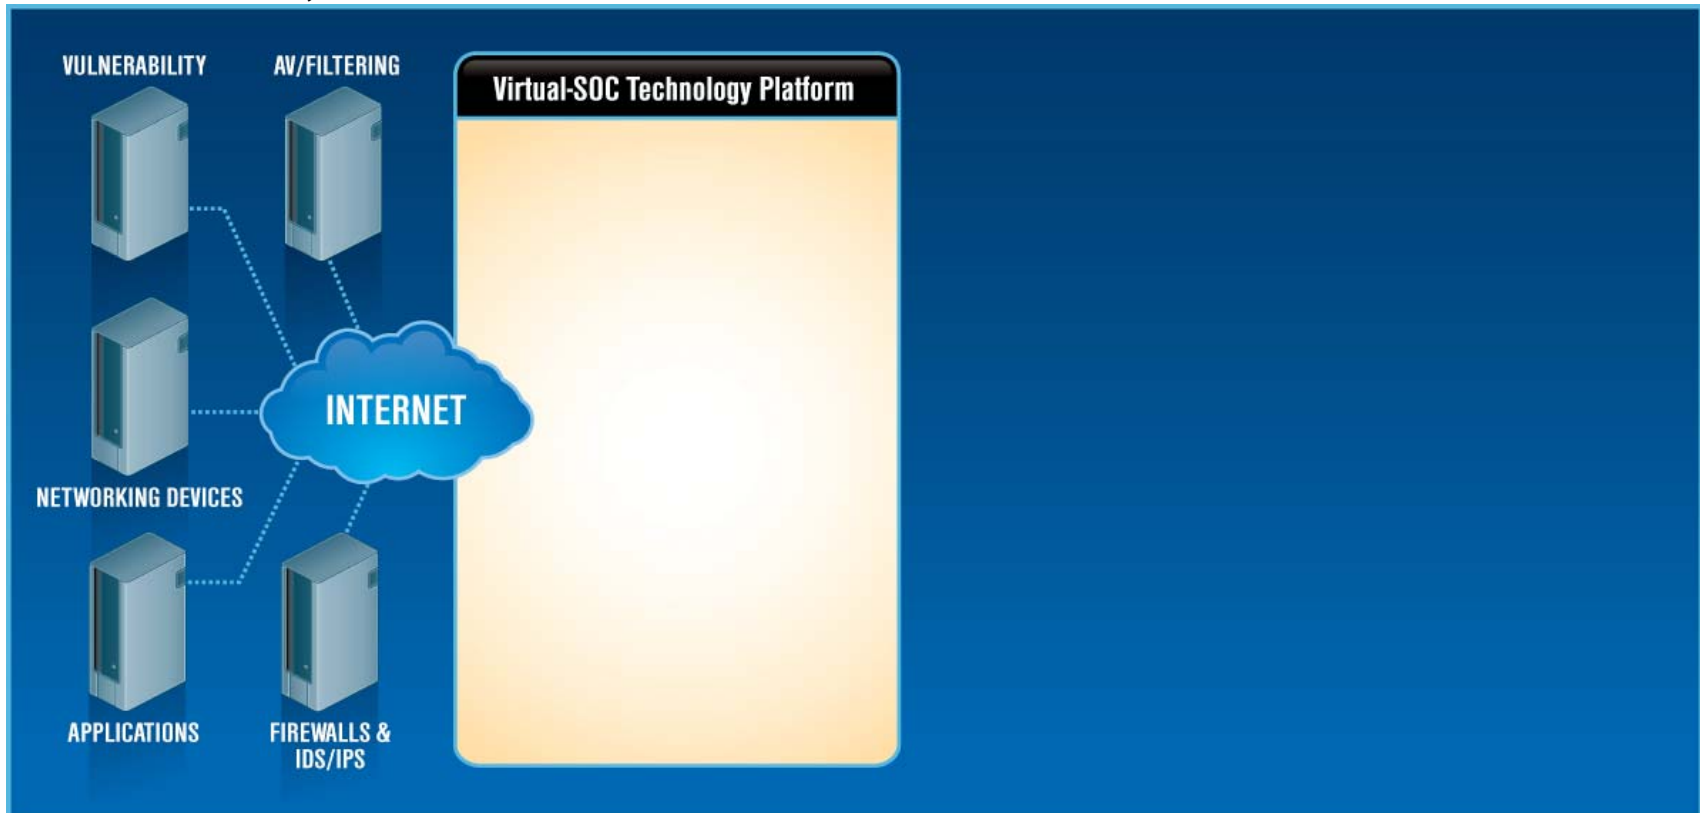 VULNERABILITY
AV/FILTERING
Virtual-SOC Technology Platform
INTERNET
NETWORKING DEVICES
APPLICATIONS
FIREWALLS &
IDS/IPS